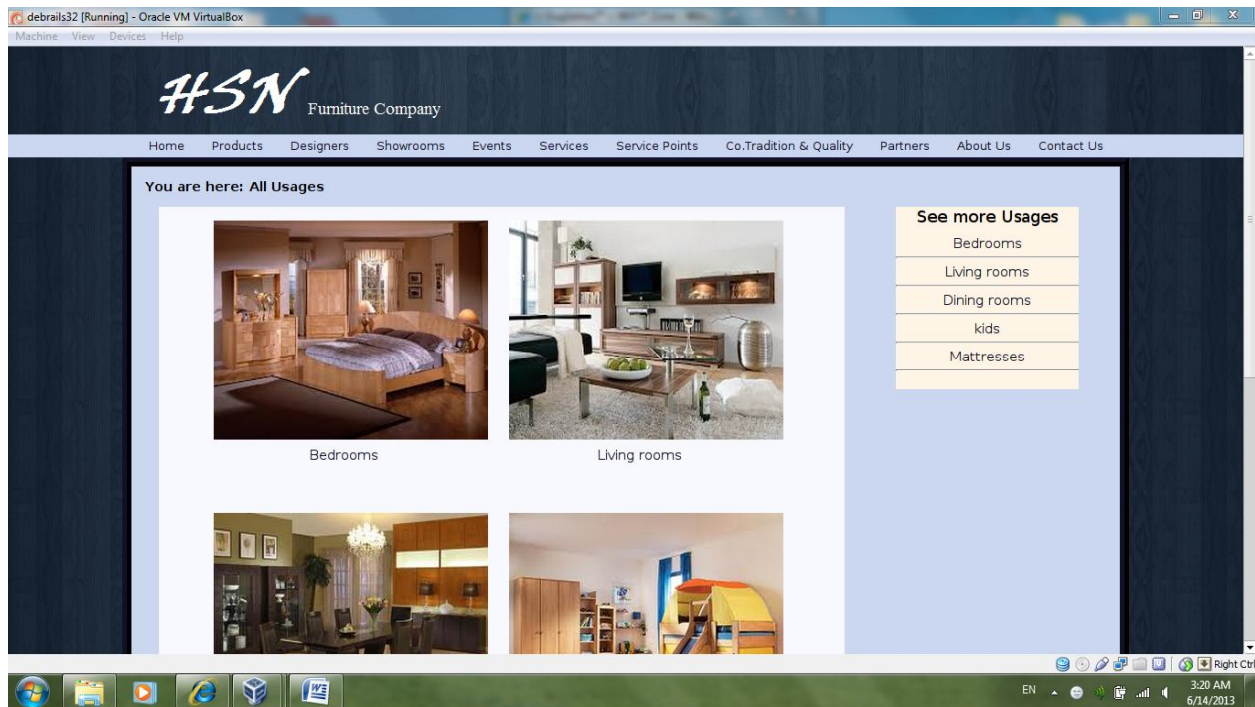 debrails32 [Running] - Oracle VM VirtualBox
Machine View Devices Help
HSN Furniture Company
Home Products Designers Showrooms Events Services Service Points Co.Tradition & Quality Partners About Us Contact Us
You are here: All Usages
See more Usages
Bedrooms
Living rooms
Dining rooms
kids
Mattresses
Bedrooms Living rooms
Right Ctrl
EN 3:20 AM
6/14/2013